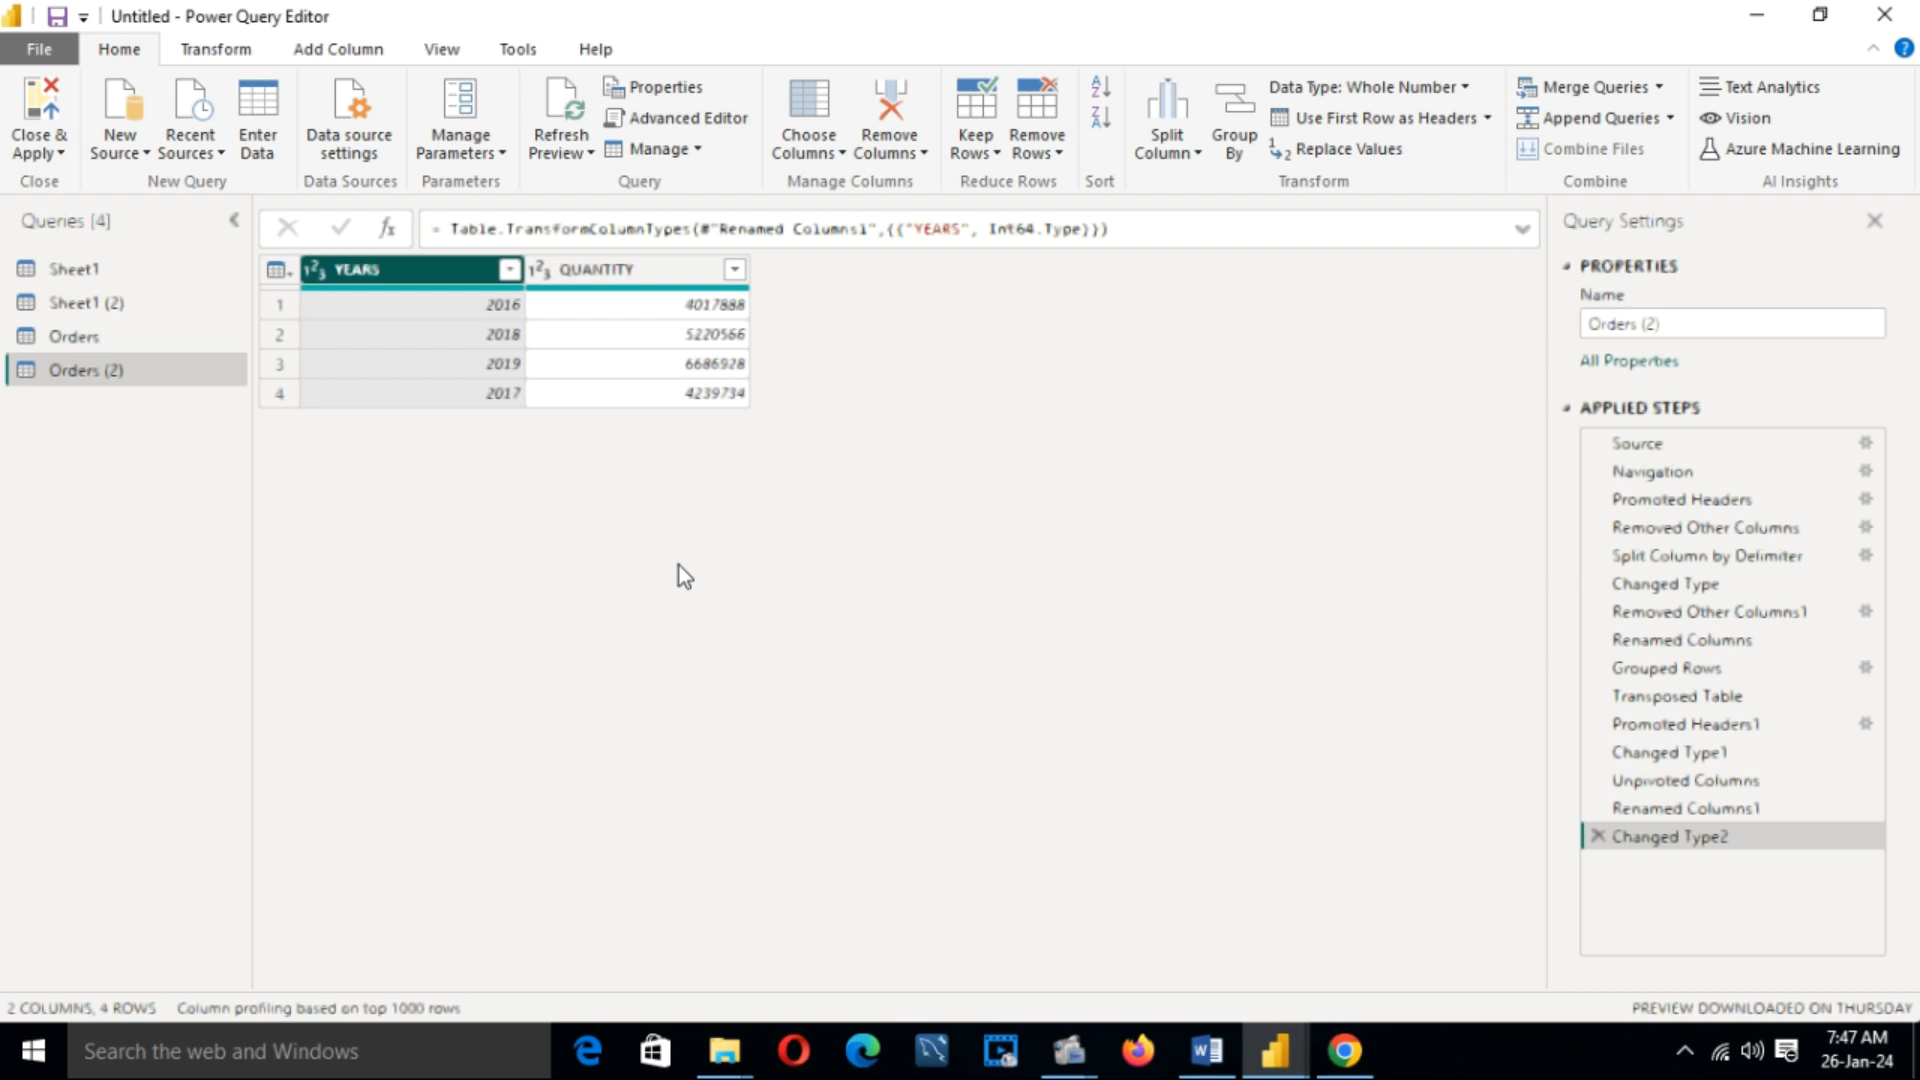 Untitled - Power Query Editor
File Home Transform Add Column View Tools Help
Close & Apply
New Source
Recent Sources
Enter Data
Data source settings
Manage Parameters
Refresh Preview
Properties
Advanced Editor
Manage
Choose Columns
Remove Columns
Keep Rows
Remove Rows
Split Column
Group By
Data Type: Whole Number
Use First Row as Headers
Replace Values
Merge Queries
Append Queries
Combine Files
Text Analytics
Vision
Azure Machine Learning
Close New Query Data Sources Parameters Query Manage Columns Reduce Rows Sort Transform Combine AI Insights
Queries [4]
Sheet1
Sheet1 (2)
Orders
Orders (2)
fx = Table.TransformColumnTypes(#"Renamed Columns1",{{"YEARS", Int64.Type}})
123 YEARS 123 QUANTITY
1 2016 4017888
2 2018 5220566
3 2019 6686928
4 2017 4239734
Query Settings
PROPERTIES
Name
Orders (2)
All Properties
APPLIED STEPS
Source
Navigation
Promoted Headers
Removed Other Columns
Split Column by Delimiter
Changed Type
Removed Other Columns1
Renamed Columns
Grouped Rows
Transposed Table
Promoted Headers1
Changed Type1
Unpivoted Columns
Renamed Columns1
Changed Type2
2 COLUMNS, 4 ROWS Column profiling based on top 1000 rows
PREVIEW DOWNLOADED ON THURSDAY
Search the web and Windows
7:47 AM
26-Jan-24